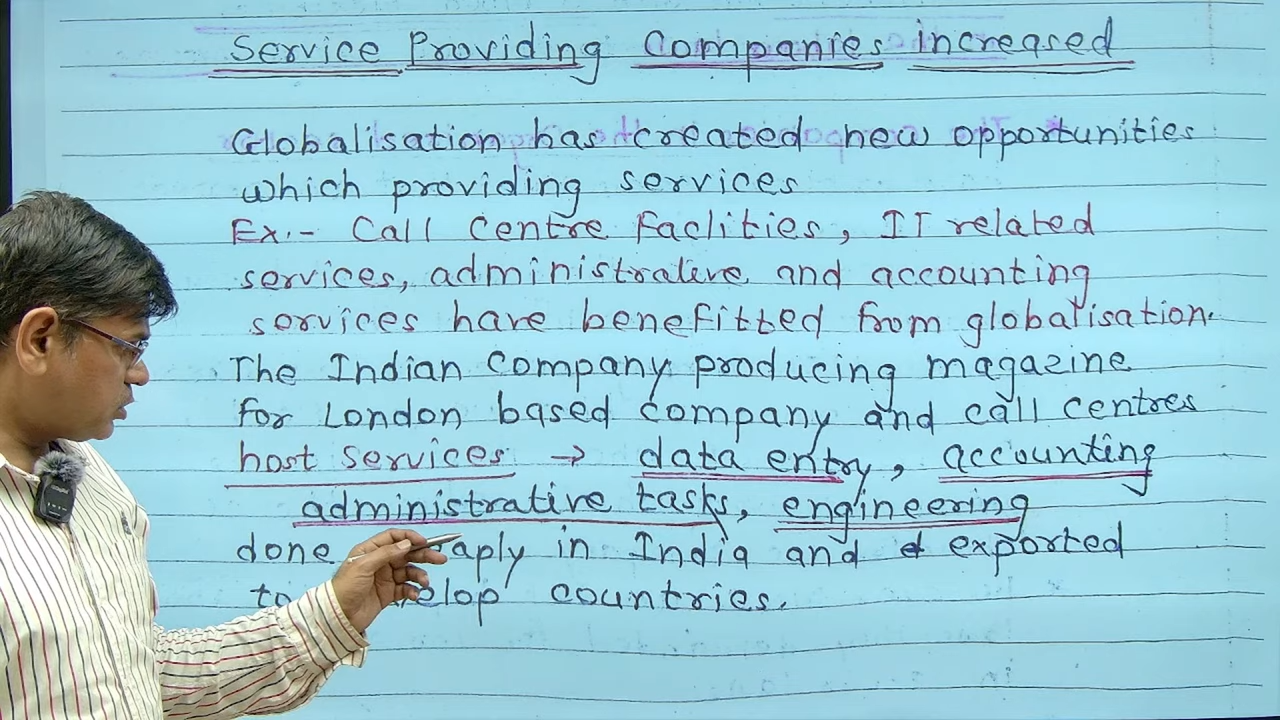 Service Providing Companies increased
Globalisation has created new opportunities
which providing services
Ex:- Call Centre Faclities, IT related
services, administrative and accounting
services have benefitted from globalisation.
The Indian Company producing magazine
for London based company and call centres
host services → data entry, accounting
administrative tasks, engineering
done in India and exported
to countries.